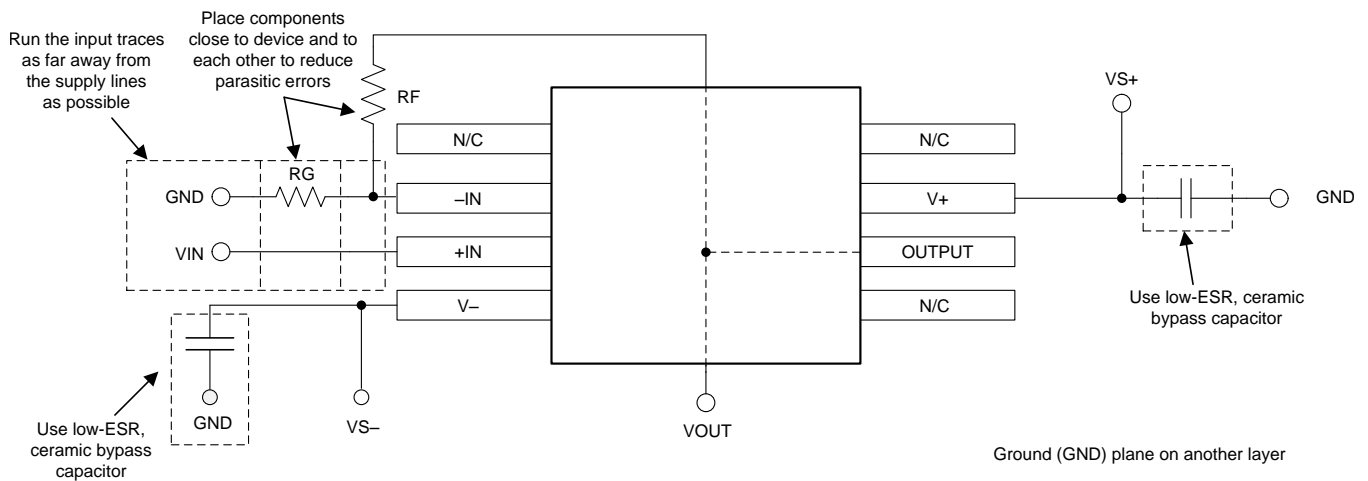 Run the input traces
as far away from
the supply lines
as possible
Place components
close to device and to
each other to reduce
parasitic errors
RF
VS+
N/C
N/C
RG
GND
–IN
V+
GND
VIN
+IN
OUTPUT
V–
N/C
Use low-ESR, ceramic
bypass capacitor
GND
VS–
VOUT
Use low-ESR,
ceramic bypass
capacitor
Ground (GND) plane on another layer